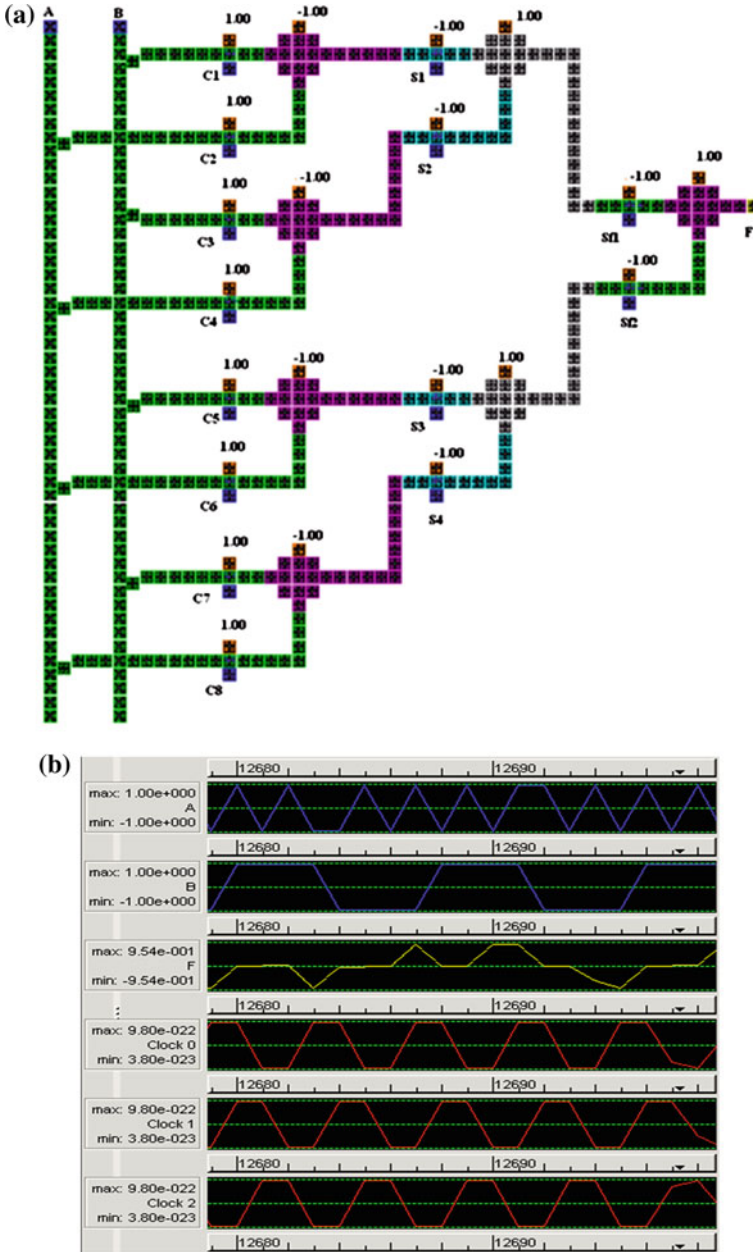 (a)
A B 1.00 -1.00 -1.00 1.00
C1 S1
1.00 -1.00
C2 S2
1.00 -1.00 -1.00 1.00
C3 Sf1 F
1.00 -1.00
C4 Sf2
1.00 -1.00 -1.00 1.00
C5 S3
1.00 -1.00
C6 S4
1.00 -1.00
C7
1.00
C8
(b)
12680 12690
max: 1.00e+000
A
min: -1.00e+000
12680 12690
max: 1.00e+000
B
min: -1.00e+000
12680 12690
max: 9.54e-001
F
min: -9.54e-001
12680 12690
max: 9.80e-022
Clock 0
min: 3.80e-023
12680 12690
max: 9.80e-022
Clock 1
min: 3.80e-023
12680 12690
max: 9.80e-022
Clock 2
min: 3.80e-023
12680 12690